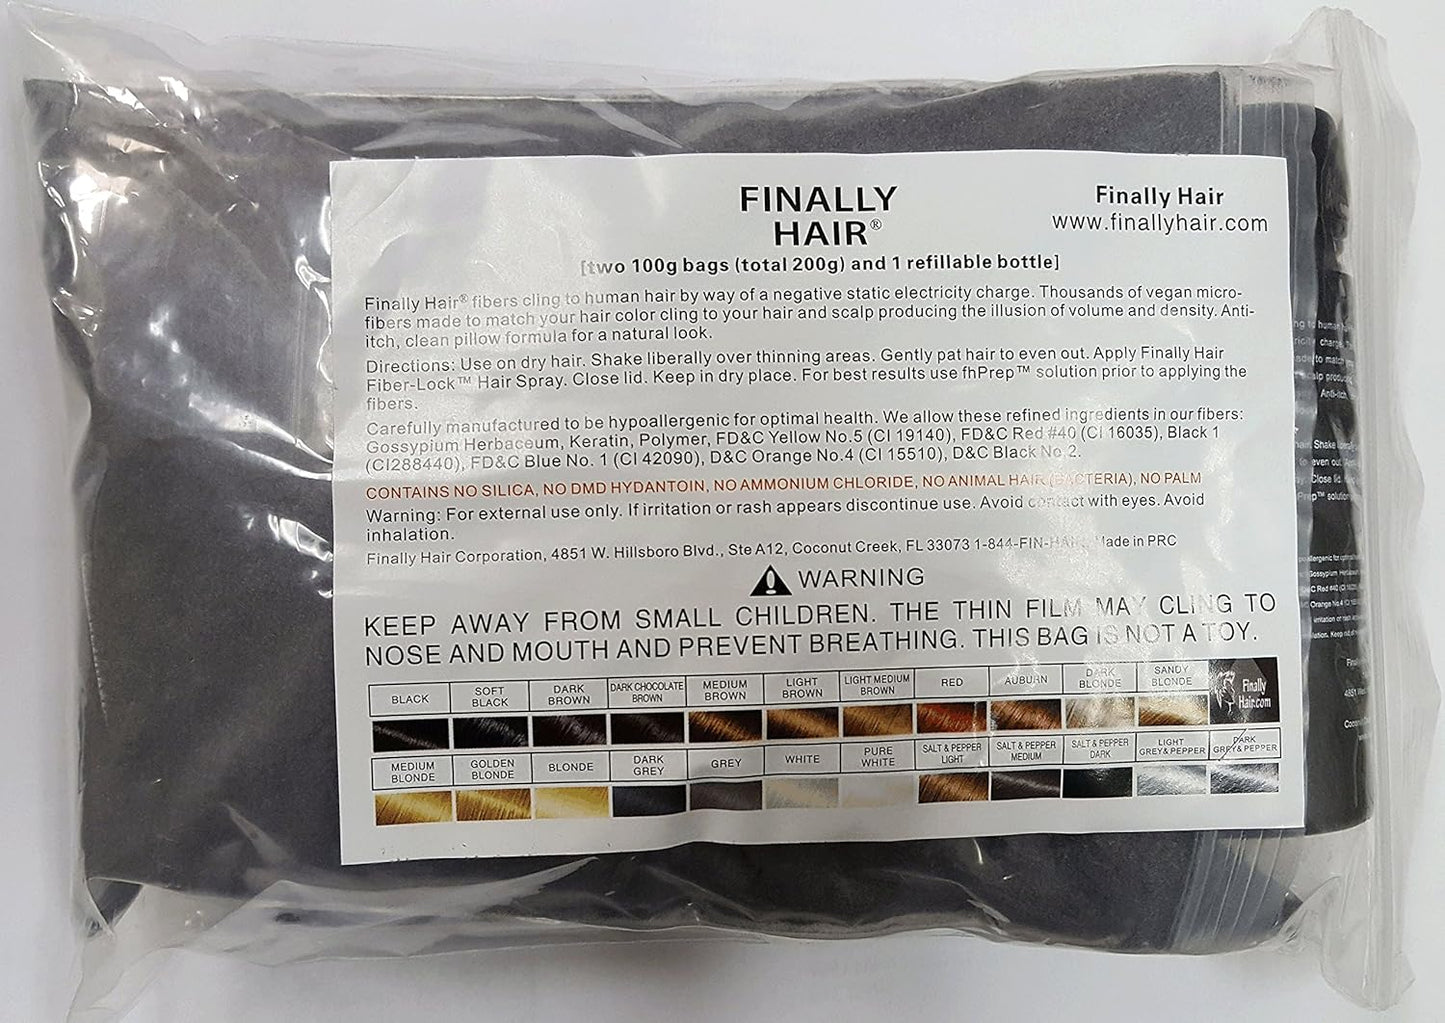 FINALLY
HAIR®
Finally Hair
www.finallyhair.com
[two 100g bags (total 200g) and 1 refillable bottle]
Finally Hair® fibers cling to human hair by way of a negative static electricity charge. Thousands of vegan micro-
fibers made to match your hair color cling to your hair and scalp producing the illusion of volume and density. Anti-
itch, clean pillow formula for a natural look.
Directions: Use on dry hair. Shake liberally over thinning areas. Gently pat hair to even out. Apply Finally Hair
Fiber-Lock™ Hair Spray. Close lid. Keep in dry place. For best results use fhPrep™ solution prior to applying the
fibers.
Carefully manufactured to be hypoallergenic for optimal health. We allow these refined ingredients in our fibers:
Gossypium Herbaceum, Keratin, Polymer, FD&C Yellow No.5 (CI 19140), FD&C Red #40 (CI 16035), Black 1
(CI288440), FD&C Blue No. 1 (CI 42090), D&C Orange No.4 (CI 15510), D&C Black No 2.
CONTAINS NO SILICA, NO DMD HYDANTOIN, NO AMMONIUM CHLORIDE, NO ANIMAL HAIR (BACTERIA), NO PALM
Warning: For external use only. If irritation or rash appears discontinue use. Avoid contact with eyes. Avoid
inhalation.
Finally Hair Corporation, 4851 W. Hillsboro Blvd., Ste A12, Coconut Creek, FL 33073 1-844-FIN-HAIR Made in PRC
WARNING
KEEP AWAY FROM SMALL CHILDREN. THE THIN FILM MAY CLING TO
NOSE AND MOUTH AND PREVENT BREATHING. THIS BAG IS NOT A TOY.
BLACK
SOFT
BLACK
DARK
BROWN
DARK CHOCOLATE
BROWN
MEDIUM
BROWN
LIGHT
BROWN
LIGHT MEDIUM
BROWN
RED
AUBURN
DARK
BLONDE
SANDY
BLONDE
Finally
Hair.com
MEDIUM
BLONDE
GOLDEN
BLONDE
BLONDE
DARK
GREY
GREY
WHITE
PURE
WHITE
SALT & PEPPER
LIGHT
SALT & PEPPER
MEDIUM
SALT & PEPPER
DARK
LIGHT
GREY & PEPPER
DARK
GREY & PEPPER